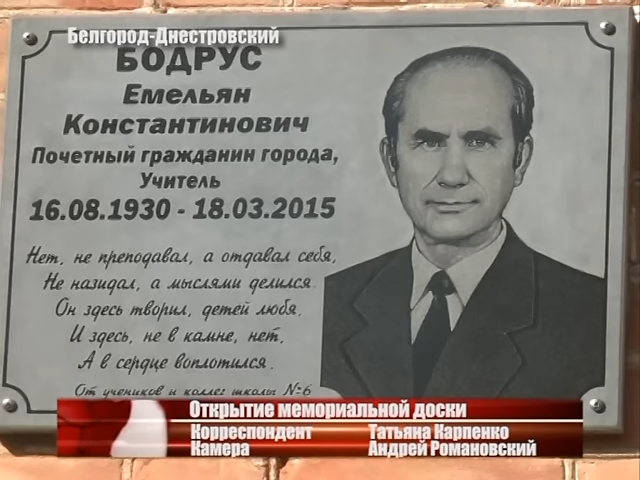 Белгород-Днестровский
БОДРУС
Емельян
Константинович
Почетный гражданин города,
Учитель
16.08.1930 - 18.03.2015
Нет, не преподавал, а отдавал себя,
Не назидал, а мыслями делился.
Он здесь творил, детей любя,
И здесь, не в камне, нет,
А в сердце воплотился.
От учеников и коллег школы №6
Открытие мемориальной доски
Корреспондент Татьяна Карпенко
Камера Андрей Романовский